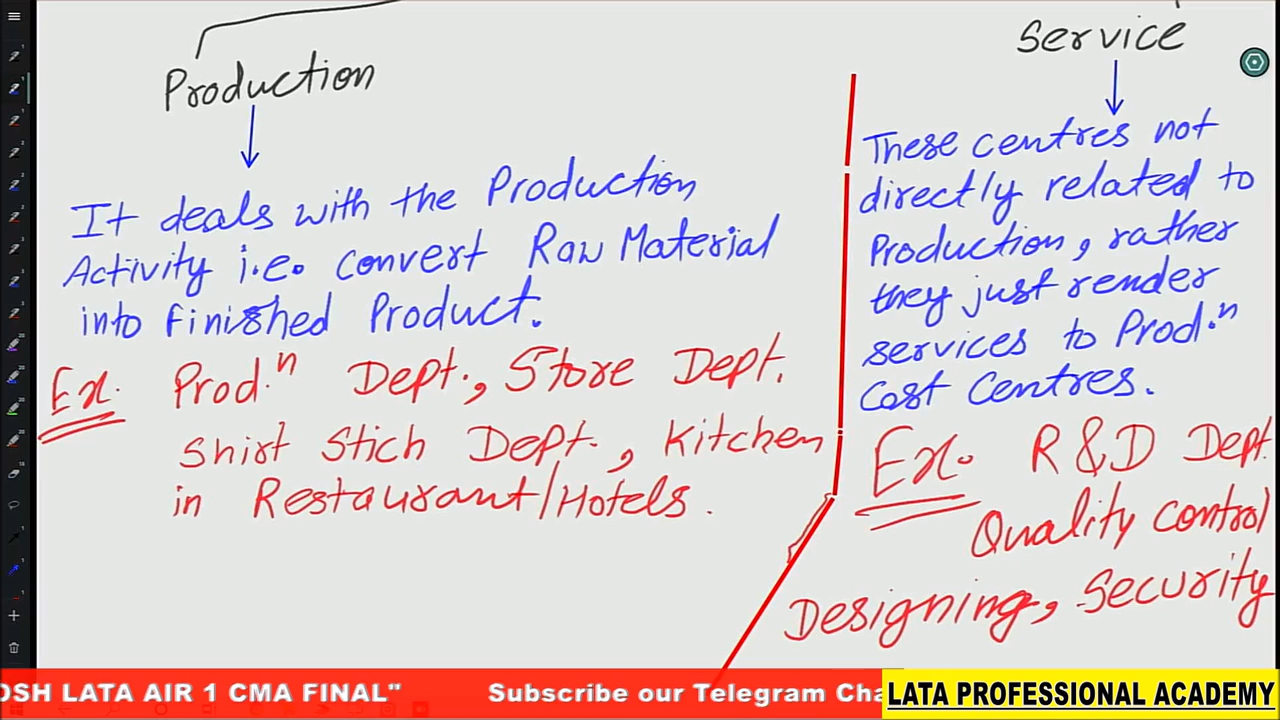 Production
It deals with the Production
Activity i.e. convert Raw Material
into Finished Product.
Ex. Prod.n Dept., Store Dept.
Shirt Stich Dept., Kitchen
in Restaurant/Hotels.
Service
These centres not
directly related to
Production, rather
they just render
services to Prod.n
Cost Centres.
Ex. R&D Dept.
Quality control
Designing, Security
OSH LATA AIR 1 CMA FINAL" Subscribe our Telegram Cha
LATA PROFESSIONAL ACADEMY